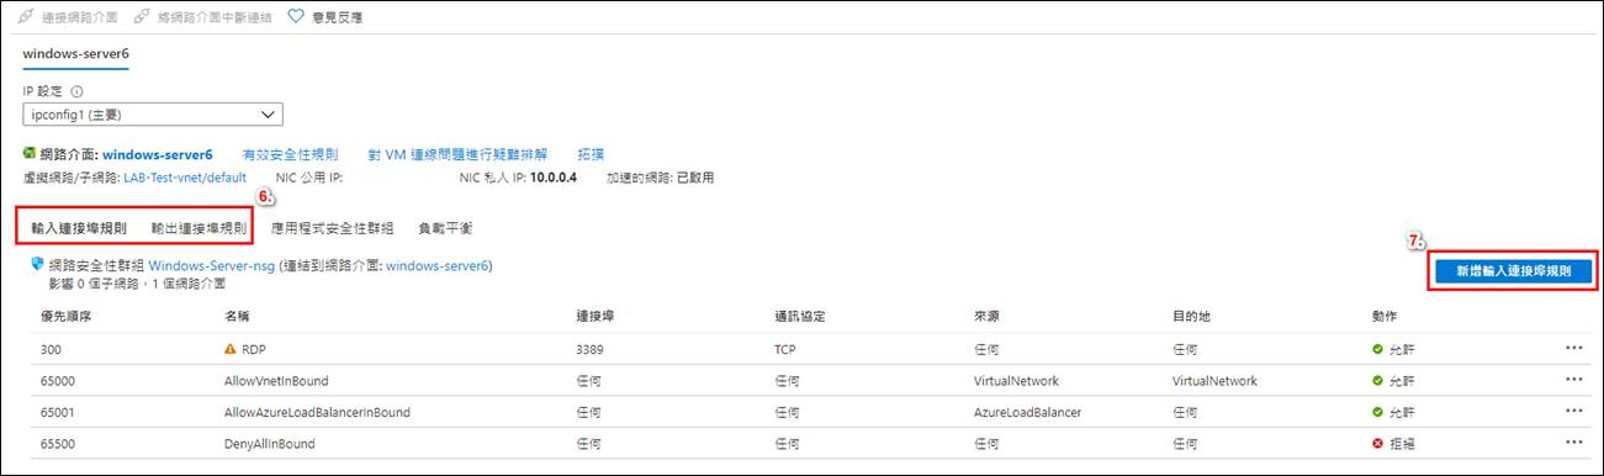 連接網路介面 將網路介面中斷連結 意見反應
windows-server6
IP 設定
ipconfig1 (主要)
網路介面: windows-server6 有效安全性規則 對 VM 連線問題進行疑難排解 拓撲
虛擬網路/子網路: LAB-Test-vnet/default NIC 公用 IP: NIC 私人 IP: 10.0.0.4 加速的網路: 已啟用
6.
輸入連接埠規則 輸出連接埠規則 應用程式安全性群組 負載平衡
7.
網路安全性群組 Windows-Server-nsg (連結到網路介面: windows-server6)
新增輸入連接埠規則
影響 0 個子網路，1 個網路介面
優先順序 名稱 連接埠 通訊協定 來源 目的地 動作
300 RDP 3389 TCP 任何 任何 允許 ···
65000 AllowVnetInBound 任何 任何 VirtualNetwork VirtualNetwork 允許 ···
65001 AllowAzureLoadBalancerInBound 任何 任何 AzureLoadBalancer 任何 允許 ···
65500 DenyAllInBound 任何 任何 任何 任何 拒絕 ···